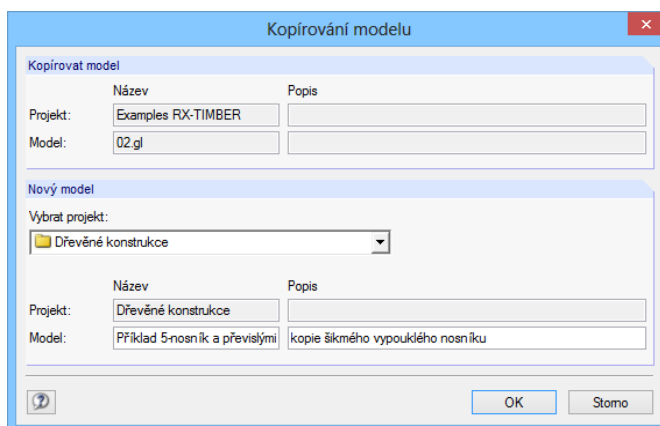 Kopírování modelu
Kopírovat model
Název Popis
Projekt: Examples RX-TIMBER
Model: 02.gl
Nový model
Vybrat projekt:
Dřevěné konstrukce
Název Popis
Projekt: Dřevěné konstrukce
Model: Příklad 5-nosník a převislými kopie šikmého vypouklého nosníku
OK Storno